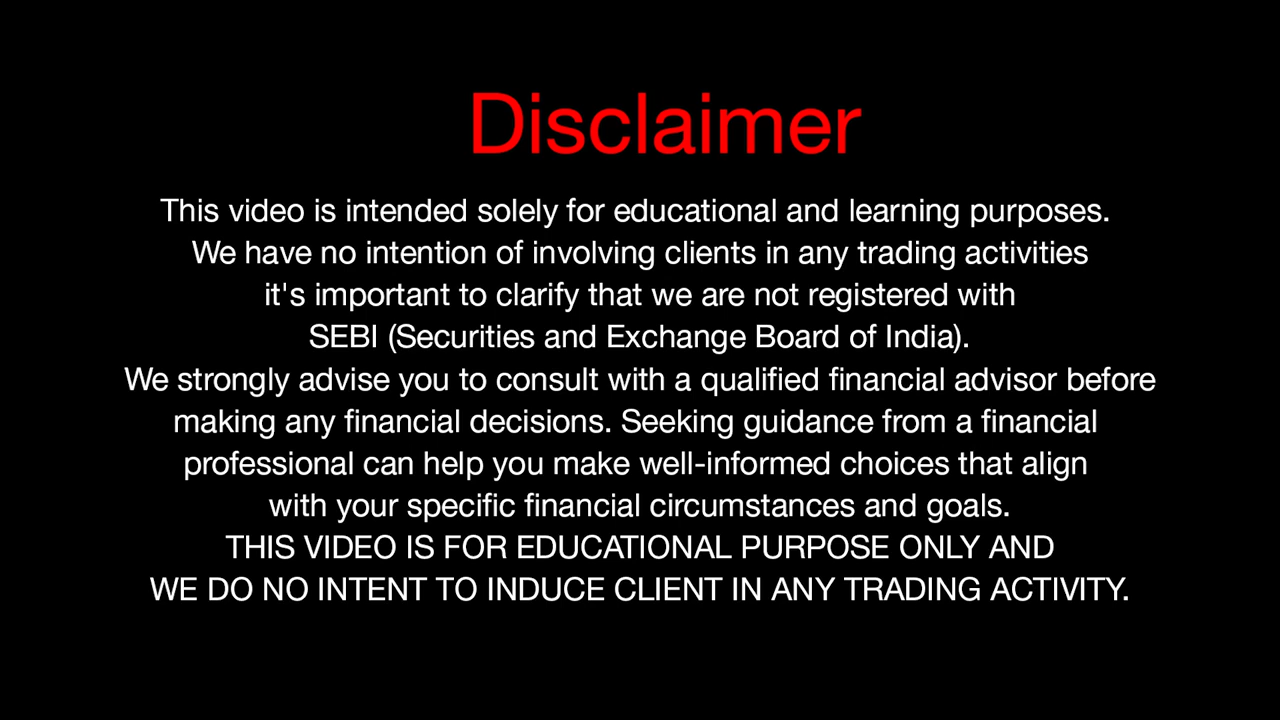 Disclaimer
This video is intended solely for educational and learning purposes.
We have no intention of involving clients in any trading activities
it's important to clarify that we are not registered with
SEBI (Securities and Exchange Board of India).
We strongly advise you to consult with a qualified financial advisor before
making any financial decisions. Seeking guidance from a financial
professional can help you make well-informed choices that align
with your specific financial circumstances and goals.
THIS VIDEO IS FOR EDUCATIONAL PURPOSE ONLY AND
WE DO NO INTENT TO INDUCE CLIENT IN ANY TRADING ACTIVITY.